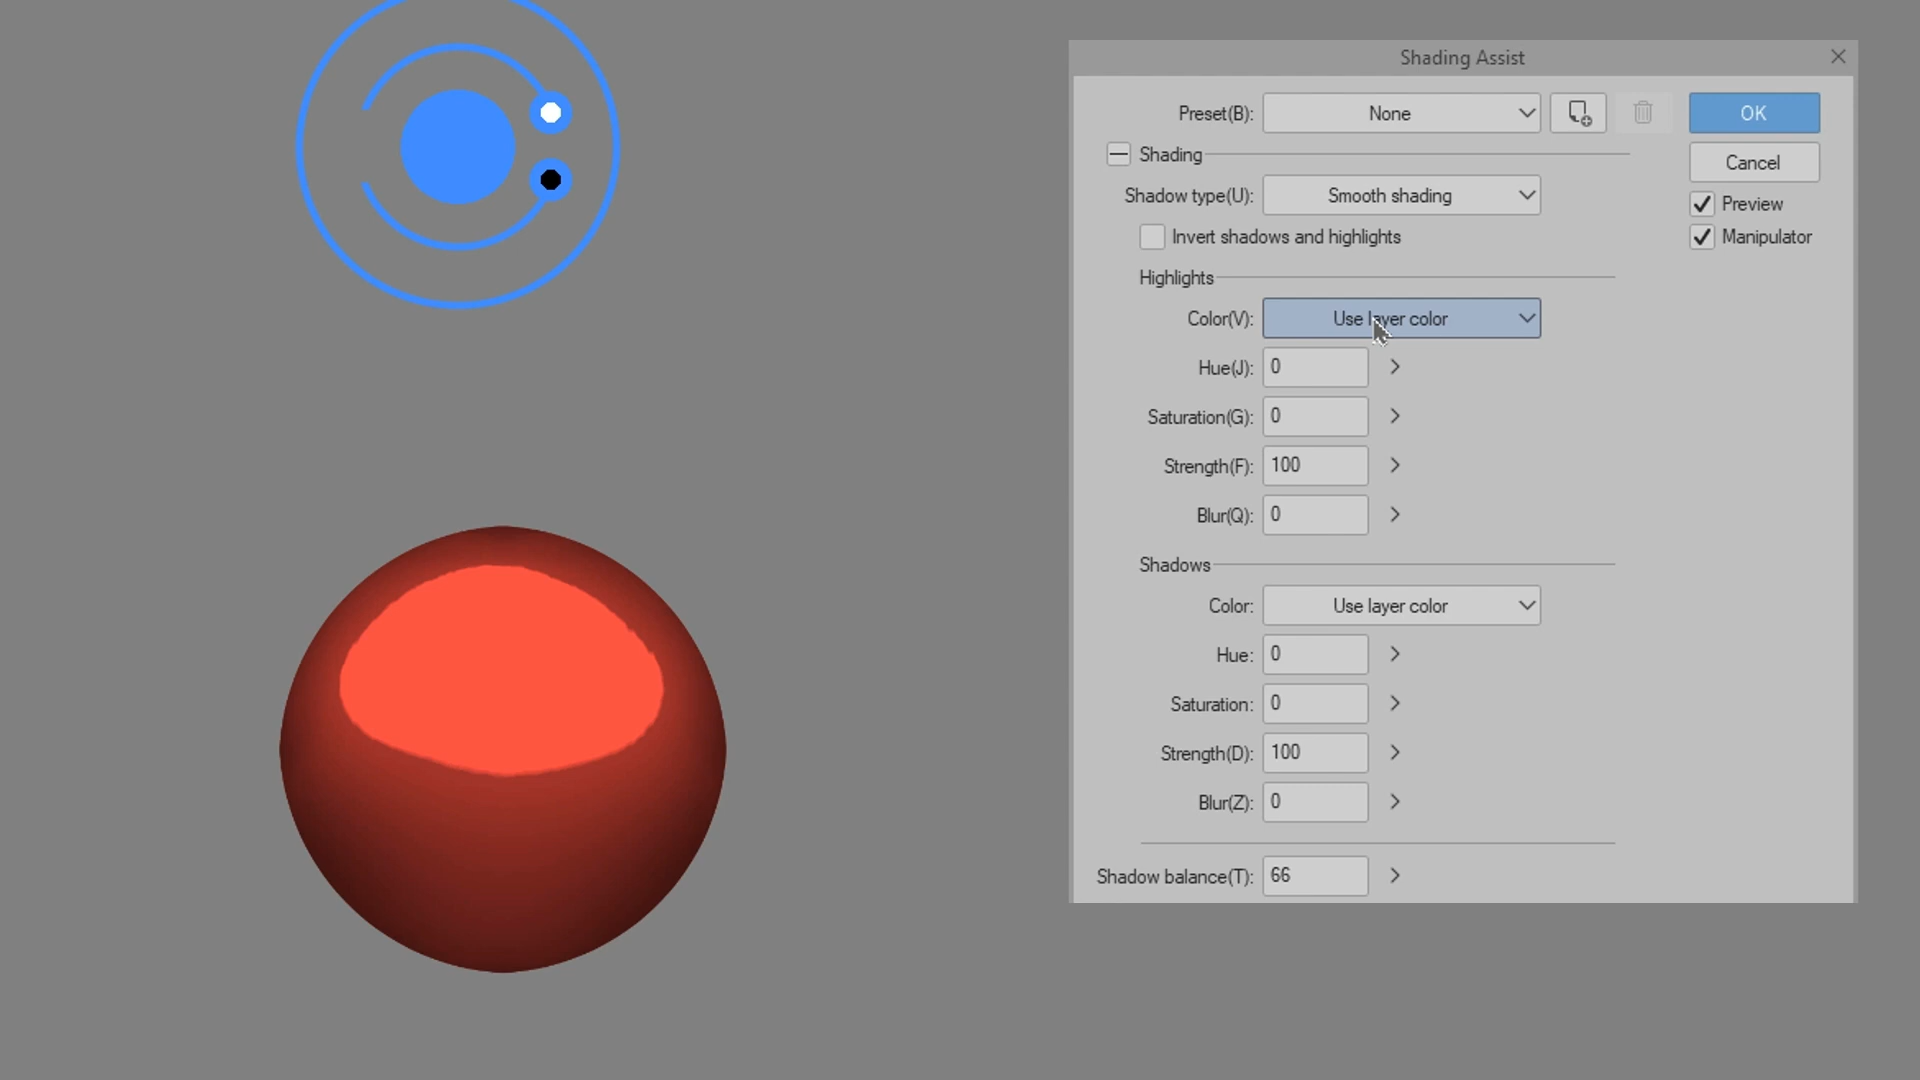 Shading Assist
Preset(B): None
OK
Shading
Cancel
Shadow type(U): Smooth shading
Preview
Invert shadows and highlights
Manipulator
Highlights
Color(V): Use layer color
Hue(J): 0
Saturation(G): 0
Strength(F): 100
Blur(Q): 0
Shadows
Color: Use layer color
Hue: 0
Saturation: 0
Strength(D): 100
Blur(Z): 0
Shadow balance(T): 66